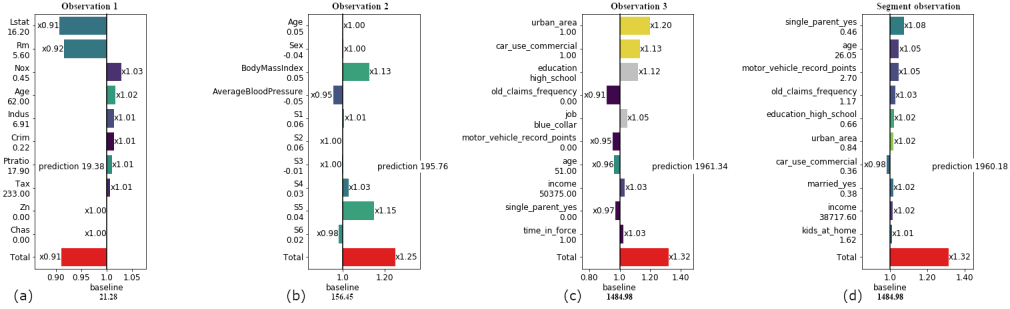 Observation 1
Lstat
16.20
x0.91
Rm
5.60
x0.92
Nox
0.45
x1.03
Age
62.00
x1.02
Indus
6.91
x1.01
Crim
0.22
x1.01
Ptratio
17.90
x1.01
prediction 19.38
Tax
233.00
x1.01
Zn
0.00
x1.00
Chas
0.00
x1.00
Total
x0.91
0.90 0.95 1.0 1.05
baseline
21.28
(a)
Observation 2
Age
0.05
x1.00
Sex
-0.04
x1.00
BodyMassIndex
0.05
x1.13
AverageBloodPressure
-0.05
x0.95
S1
0.06
x1.01
S2
0.06
x1.00
S3
-0.01
x1.00
prediction 195.76
S4
0.03
x1.03
S5
0.04
x1.15
S6
0.02
x0.98
Total
x1.25
1.0 1.20
baseline
156.45
(b)
Observation 3
urban_area
1.00
x1.20
car_use_commercial
1.00
x1.13
education
high_school
x1.12
old_claims_frequency
0.00
x0.91
job
blue_collar
x1.05
motor_vehicle_record_points
0.00
x0.95
age
51.00
x0.96
prediction 1961.34
income
50375.00
x1.03
single_parent_yes
0.00
x0.97
time_in_force
1.00
x1.03
Total
x1.32
0.80 1.0 1.20 1.40
baseline
1484.98
(c)
Segment observation
single_parent_yes
0.46
x1.08
age
26.05
x1.05
motor_vehicle_record_points
2.70
x1.05
old_claims_frequency
1.17
x1.03
education_high_school
0.66
x1.02
urban_area
0.84
x1.02
car_use_commercial
0.36
x0.98
prediction 1960.18
married_yes
0.38
x1.02
income
38717.60
x1.02
kids_at_home
1.62
x1.01
Total
x1.32
1.0 1.20 1.40
baseline
1484.98
(d)